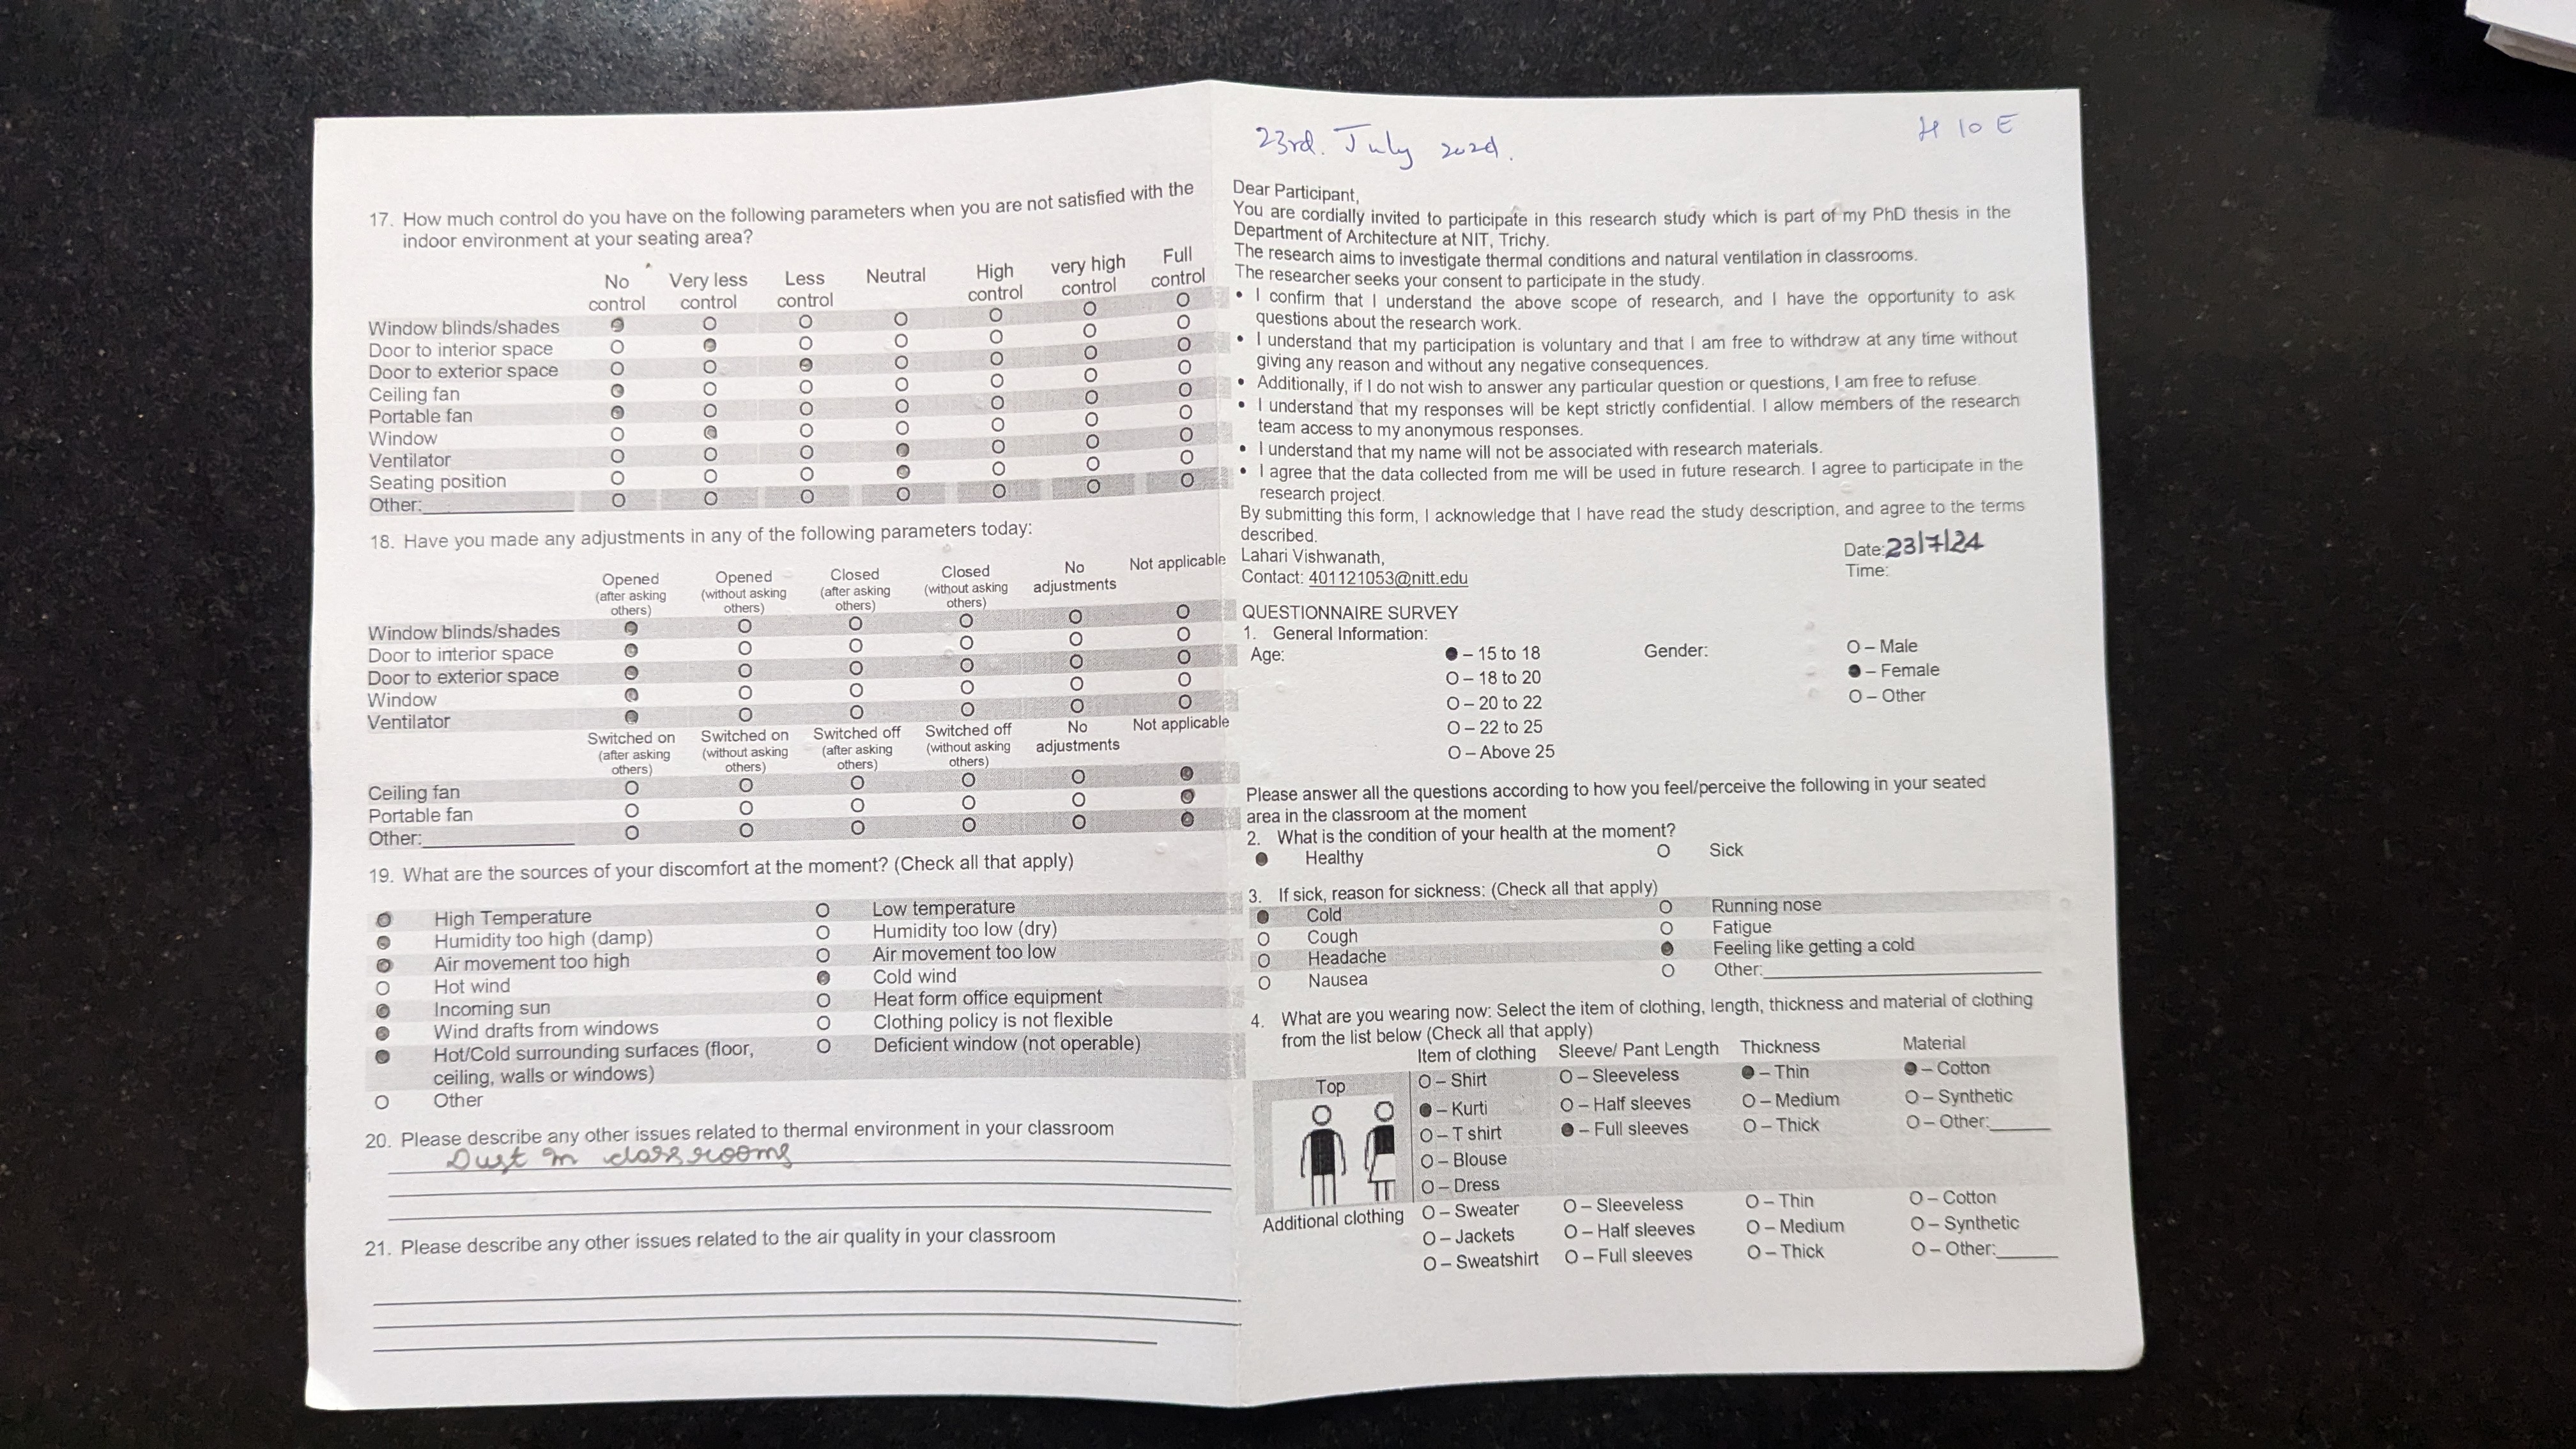 17. How much control do you have on the following parameters when you are not satisfied with the
indoor environment at your seating area?
No control Very less control Less control Neutral High control very high control Full control
Window blinds/shades ● O O O O O O
Door to interior space O ● O O O O O
Door to exterior space O O ● O O O O
Ceiling fan ● O O O O O O
Portable fan ● O O O O O O
Window O ● O O O O O
Ventilator O O O ● O O O
Seating position O O O ● O O O
Other:__________ O O O O O O O
18. Have you made any adjustments in any of the following parameters today:
Opened (after asking others) Opened (without asking others) Closed (after asking others) Closed (without asking others) No adjustments Not applicable
Window blinds/shades ● O O O O O
Door to interior space ● O O O O O
Door to exterior space ● O O O O O
Window ● O O O O O
Ventilator ● O O O O O
Switched on (after asking others) Switched on (without asking others) Switched off (after asking others) Switched off (without asking others) No adjustments Not applicable
Ceiling fan O O O O O ●
Portable fan O O O O O ●
Other:__________ O O O O O ●
19. What are the sources of your discomfort at the moment? (Check all that apply)
● High Temperature O Low temperature
● Humidity too high (damp) O Humidity too low (dry)
● Air movement too high O Air movement too low
O Hot wind ● Cold wind
● Incoming sun O Heat form office equipment
● Wind drafts from windows O Clothing policy is not flexible
● Hot/Cold surrounding surfaces (floor, O Deficient window (not operable)
ceiling, walls or windows)
O Other
20. Please describe any other issues related to thermal environment in your classroom
Dust in classrooms
21. Please describe any other issues related to the air quality in your classroom
23rd. July 2024.
H 10 E
Dear Participant,
You are cordially invited to participate in this research study which is part of my PhD thesis in the
Department of Architecture at NIT, Trichy.
The research aims to investigate thermal conditions and natural ventilation in classrooms.
The researcher seeks your consent to participate in the study.
• I confirm that I understand the above scope of research, and I have the opportunity to ask
questions about the research work.
• I understand that my participation is voluntary and that I am free to withdraw at any time without
giving any reason and without any negative consequences.
• Additionally, if I do not wish to answer any particular question or questions, I am free to refuse.
• I understand that my responses will be kept strictly confidential. I allow members of the research
team access to my anonymous responses.
• I understand that my name will not be associated with research materials.
• I agree that the data collected from me will be used in future research. I agree to participate in the
research project.
By submitting this form, I acknowledge that I have read the study description, and agree to the terms
described.
Lahari Vishwanath, Date:23/7/24
Contact: 401121053@nitt.edu Time:
QUESTIONNAIRE SURVEY
1. General Information:
Age: ● – 15 to 18 Gender: O – Male
O – 18 to 20 ● – Female
O – 20 to 22 O – Other
O – 22 to 25
O – Above 25
Please answer all the questions according to how you feel/perceive the following in your seated
area in the classroom at the moment
2. What is the condition of your health at the moment?
● Healthy O Sick
3. If sick, reason for sickness: (Check all that apply)
● Cold O Running nose
O Cough O Fatigue
O Headache ● Feeling like getting a cold
O Nausea O Other:__________
4. What are you wearing now: Select the item of clothing, length, thickness and material of clothing
from the list below (Check all that apply)
Item of clothing Sleeve/ Pant Length Thickness Material
Top O – Shirt O – Sleeveless ● – Thin ● – Cotton
● – Kurti O – Half sleeves O – Medium O – Synthetic
O – T shirt ● – Full sleeves O – Thick O – Other:_____
O – Blouse
O – Dress
Additional clothing O – Sweater O – Sleeveless O – Thin O – Cotton
O – Jackets O – Half sleeves O – Medium O – Synthetic
O – Sweatshirt O – Full sleeves O – Thick O – Other:_____